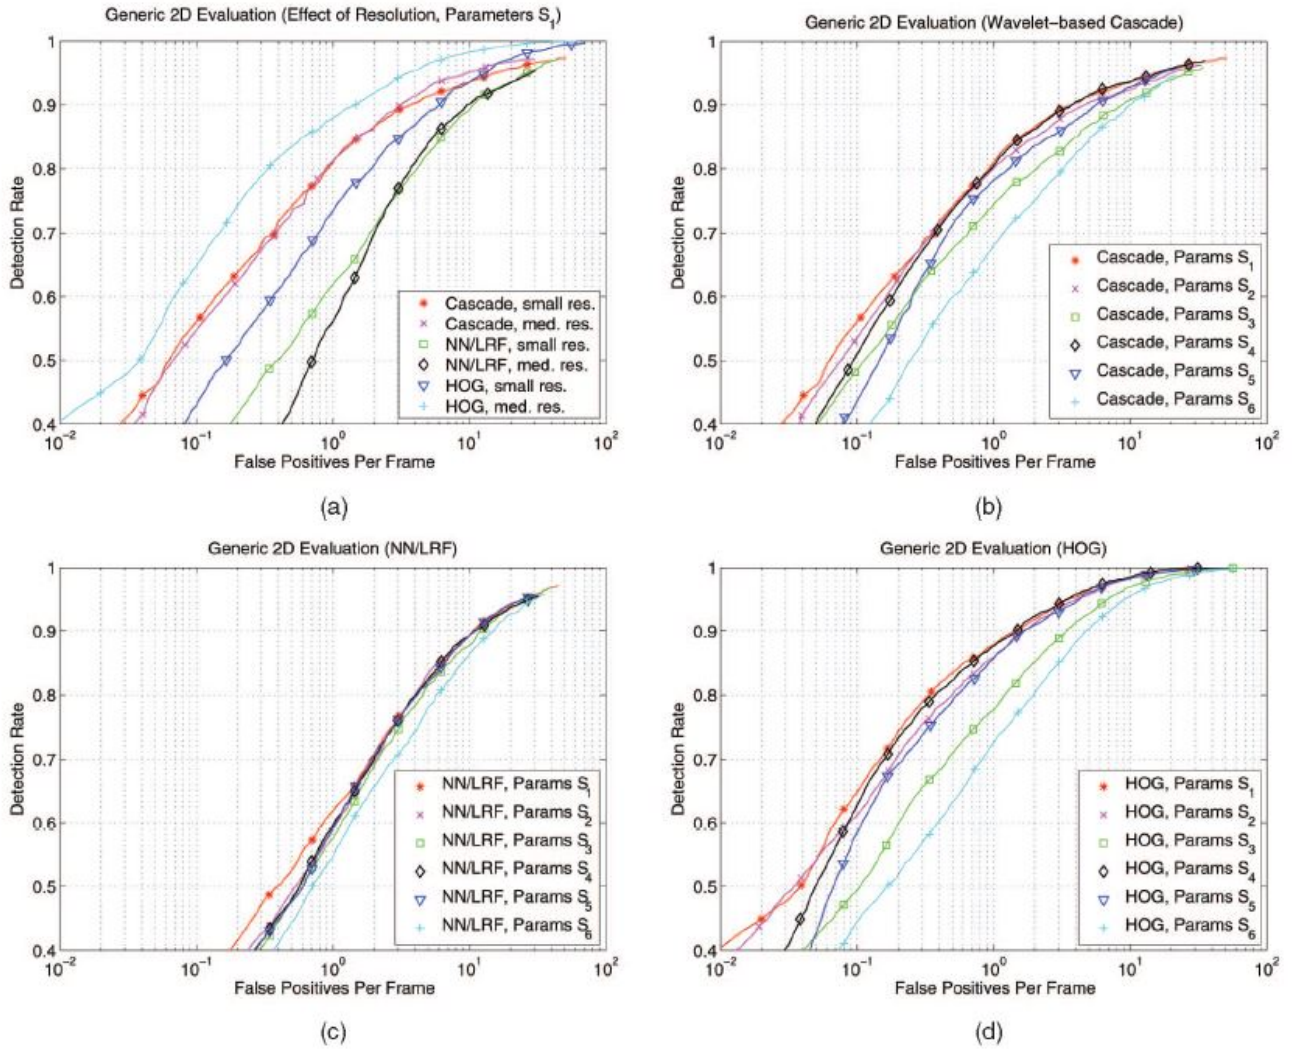 Generic 2D Evaluation (Effect of Resolution, Parameters S1)
1
0.9
0.8
0.7
0.6
0.5
0.4
Detection Rate
Cascade, small res.
Cascade, med. res.
NN/LRF, small res.
NN/LRF, med. res.
HOG, small res.
HOG, med. res.
10^-2 10^-1 10^0 10^1 10^2
False Positives Per Frame
(a)
Generic 2D Evaluation (Wavelet-based Cascade)
1
0.9
0.8
0.7
0.6
0.5
0.4
Detection Rate
Cascade, Params S1
Cascade, Params S2
Cascade, Params S3
Cascade, Params S4
Cascade, Params S5
Cascade, Params S6
10^-2 10^-1 10^0 10^1 10^2
False Positives Per Frame
(b)
Generic 2D Evaluation (NN/LRF)
1
0.9
0.8
0.7
0.6
0.5
0.4
Detection Rate
NN/LRF, Params S1
NN/LRF, Params S2
NN/LRF, Params S3
NN/LRF, Params S4
NN/LRF, Params S5
NN/LRF, Params S6
10^-2 10^-1 10^0 10^1 10^2
False Positives Per Frame
(c)
Generic 2D Evaluation (HOG)
1
0.9
0.8
0.7
0.6
0.5
0.4
Detection Rate
HOG, Params S1
HOG, Params S2
HOG, Params S3
HOG, Params S4
HOG, Params S5
HOG, Params S6
10^-2 10^-1 10^0 10^1 10^2
False Positives Per Frame
(d)